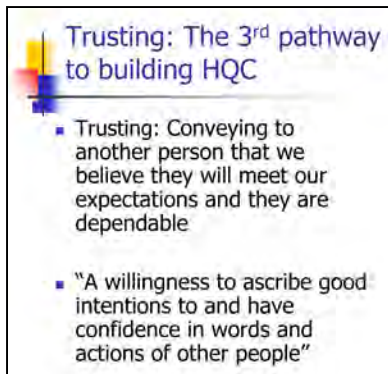 Trusting: The 3rd pathway
to building HQC
Trusting: Conveying to
another person that we
believe they will meet our
expectations and they are
dependable
“A willingness to ascribe good
intentions to and have
confidence in words and
actions of other people”